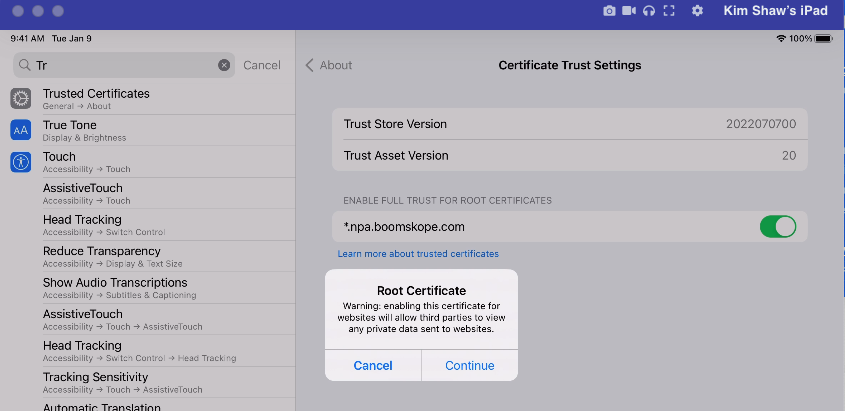 Kim Shaw's iPad
9:41 AM Tue Jan 9
100%
Tr
Cancel
Trusted Certificates
General → About
True Tone
Display & Brightness
Touch
Accessibility → Touch
AssistiveTouch
Accessibility → Touch
Head Tracking
Accessibility → Switch Control
Reduce Transparency
Accessibility → Display & Text Size
Show Audio Transcriptions
Accessibility → Subtitles & Captioning
AssistiveTouch
Accessibility → Touch → AssistiveTouch
Head Tracking
Accessibility → Switch Control → Head Tracking
Tracking Sensitivity
Accessibility → Touch → AssistiveTouch
Automatic Translation
About
Certificate Trust Settings
Trust Store Version 2022070700
Trust Asset Version 20
ENABLE FULL TRUST FOR ROOT CERTIFICATES
*.npa.boomskope.com
Learn more about trusted certificates
Root Certificate
Warning: enabling this certificate for
websites will allow third parties to view
any private data sent to websites.
Cancel Continue